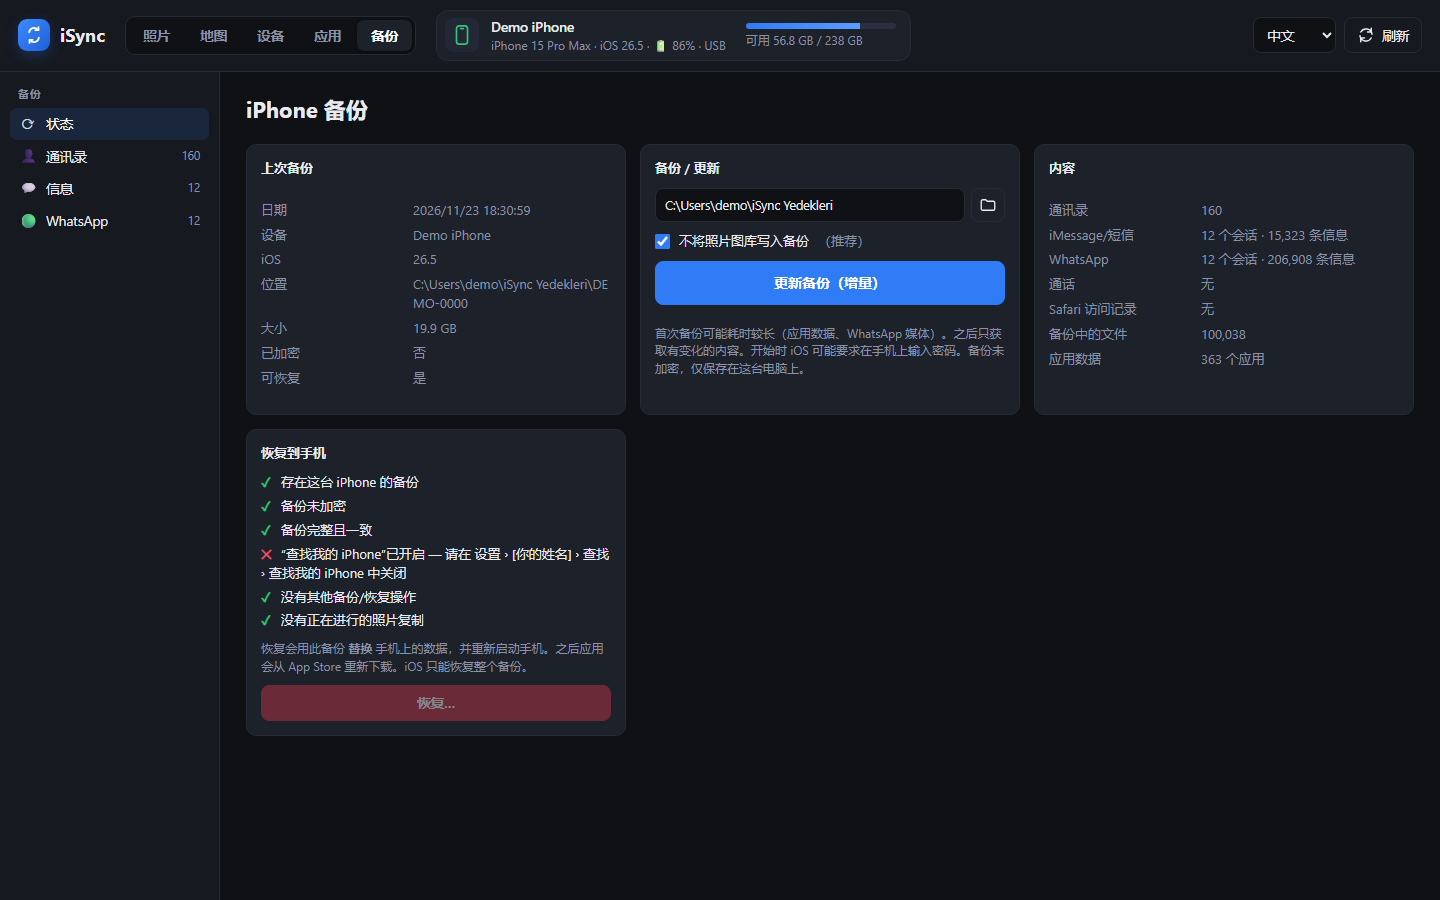 iSync
照片
地图
设备
应用
备份
Demo iPhone
iPhone 15 Pro Max · iOS 26.5 · 🔋 86% · USB
可用 56.8 GB / 238 GB
中文
刷新
备份
状态
通讯录 160
信息 12
WhatsApp 12
iPhone 备份
上次备份
日期 2026/11/23 18:30:59
设备 Demo iPhone
iOS 26.5
位置 C:\Users\demo\iSync Yedekleri\DE
MO-0000
大小 19.9 GB
已加密 否
可恢复 是
备份 / 更新
C:\Users\demo\iSync Yedekleri
不将照片图库写入备份 （推荐）
更新备份（增量）
首次备份可能耗时较长（应用数据、WhatsApp 媒体）。之后只获
取有变化的内容。开始时 iOS 可能要求在手机上输入密码。备份未
加密，仅保存在这台电脑上。
内容
通讯录 160
iMessage/短信 12 个会话 · 15,323 条信息
WhatsApp 12 个会话 · 206,908 条信息
通话 无
Safari 访问记录 无
备份中的文件 100,038
应用数据 363 个应用
恢复到手机
✓ 存在这台 iPhone 的备份
✓ 备份未加密
✓ 备份完整且一致
✕ “查找我的 iPhone”已开启 — 请在 设置 › [你的姓名] › 查找
› 查找我的 iPhone 中关闭
✓ 没有其他备份/恢复操作
✓ 没有正在进行的照片复制
恢复会用此备份 替换 手机上的数据，并重新启动手机。之后应用
会从 App Store 重新下载。iOS 只能恢复整个备份。
恢复...